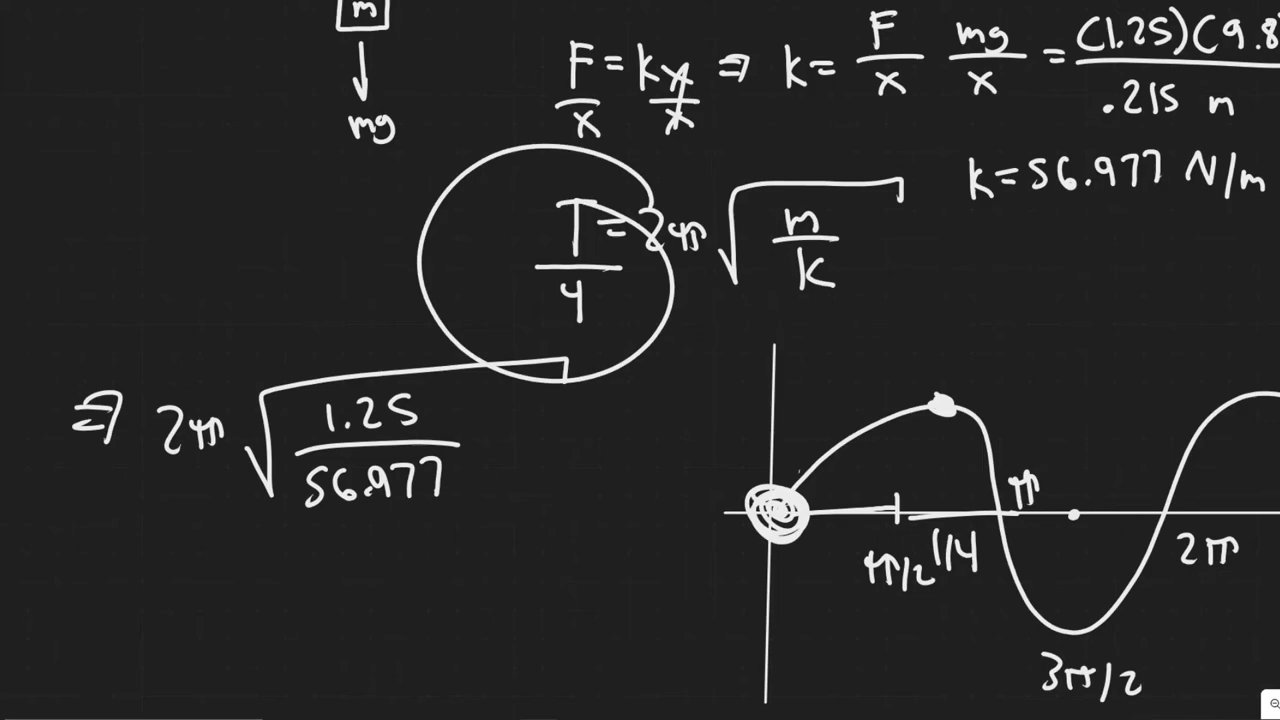 m
mg
F/x = kx/x ⇒ k = F/x mg/x = (1.25)(9.8
.215 m
k = 56.977 N/m
T/4 = 2π √(m/k)
⇒ 2π √(1.25/56.977)
π
π/2 1/4
2π
3π/2